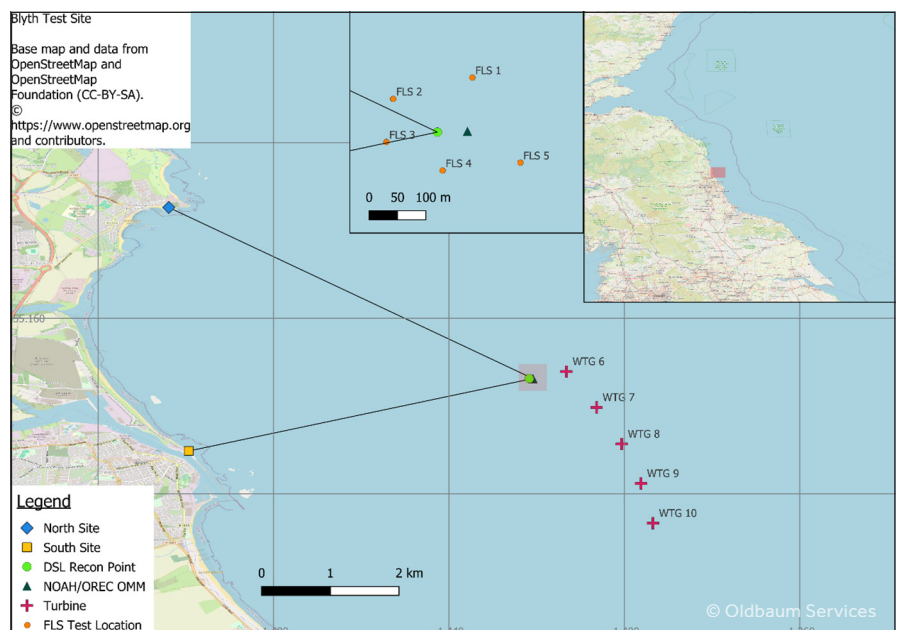 Blyth Test Site
Base map and data from
OpenStreetMap and
OpenStreetMap
Foundation (CC-BY-SA).
©
https://www.openstreetmap.org
and contributors.
FLS 1
FLS 2
FLS 3
FLS 4
FLS 5
0 50 100 m
WTG 6
WTG 7
WTG 8
WTG 9
WTG 10
Legend
North Site
South Site
DSL Recon Point
NOAH/OREC OMM
Turbine
FLS Test Location
0 1 2 km
© Oldbaum Services